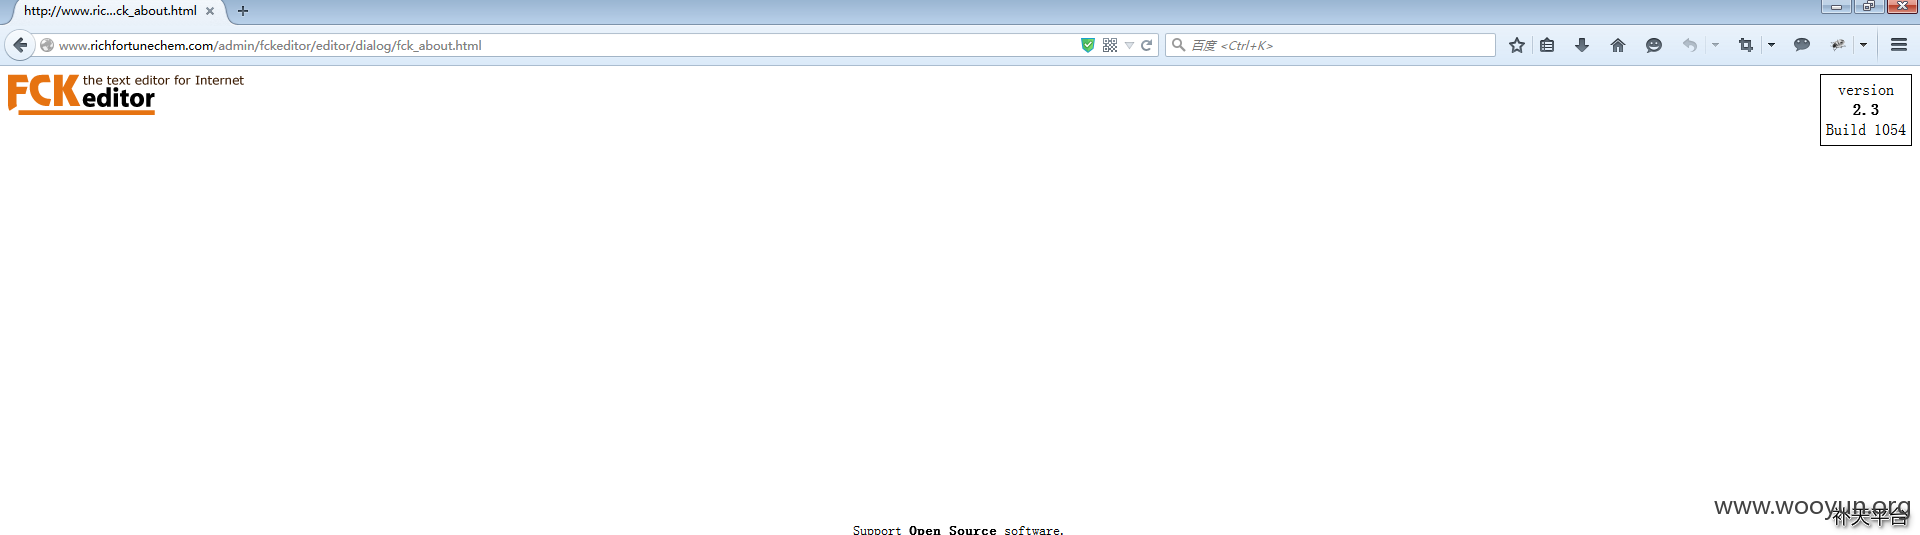 http://www.ric...ck_about.html
www.richfortunechem.com/admin/fckeditor/editor/dialog/fck_about.html
百度 <Ctrl+K>
FCKeditor
the text editor for Internet
version
2.3
Build 1054
www.wooyun.org
补天平台
Support Open Source software.